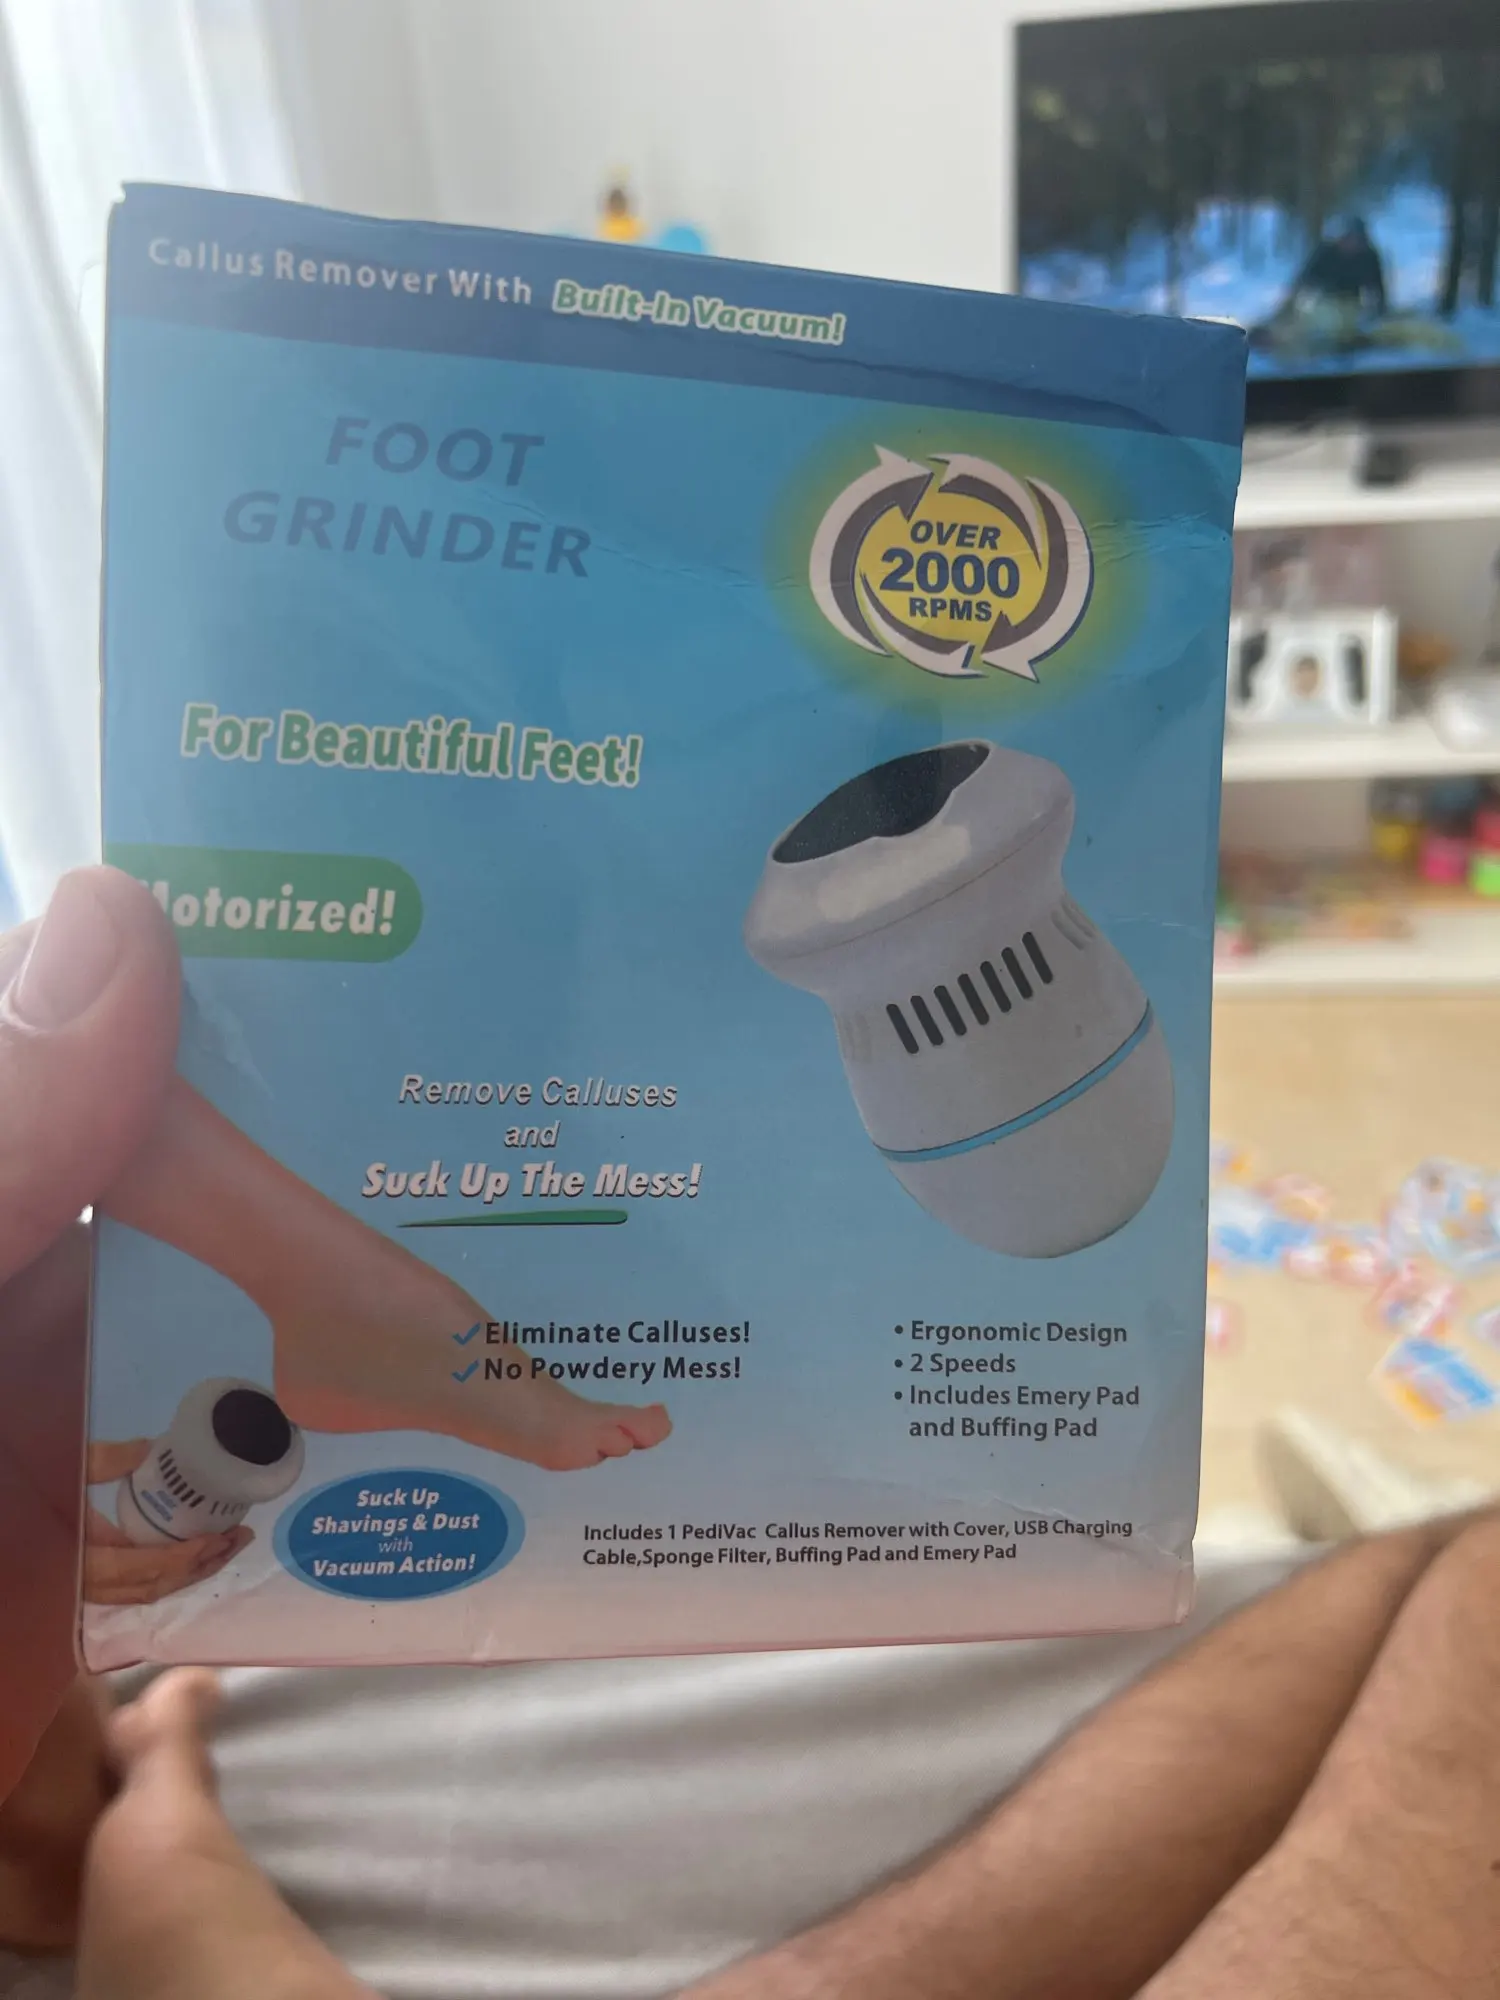 Callus Remover With Built-In Vacuum!
FOOT
GRINDER
OVER
2000
RPMS
For Beautiful Feet!
Motorized!
Remove Calluses
and
Suck Up The Mess!
Eliminate Calluses!
No Powdery Mess!
• Ergonomic Design
• 2 Speeds
• Includes Emery Pad
and Buffing Pad
Suck Up
Shavings & Dust
with
Vacuum Action!
Includes 1 PediVac Callus Remover with Cover, USB Charging
Cable,Sponge Filter, Buffing Pad and Emery Pad